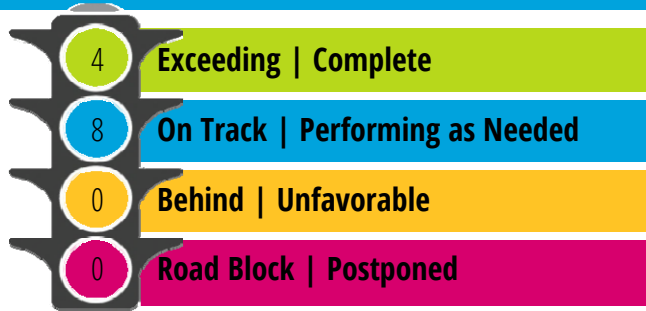 4 Exceeding | Complete
8 On Track | Performing as Needed
0 Behind | Unfavorable
0 Road Block | Postponed